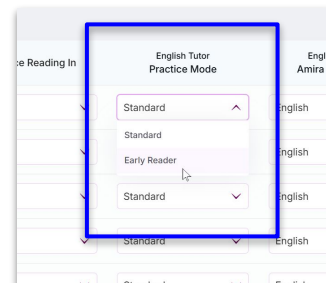 ce Reading In
English Tutor
Practice Mode
Engl
Amira
Standard
English
Standard
Early Reader
English
Standard
English
Standard
English